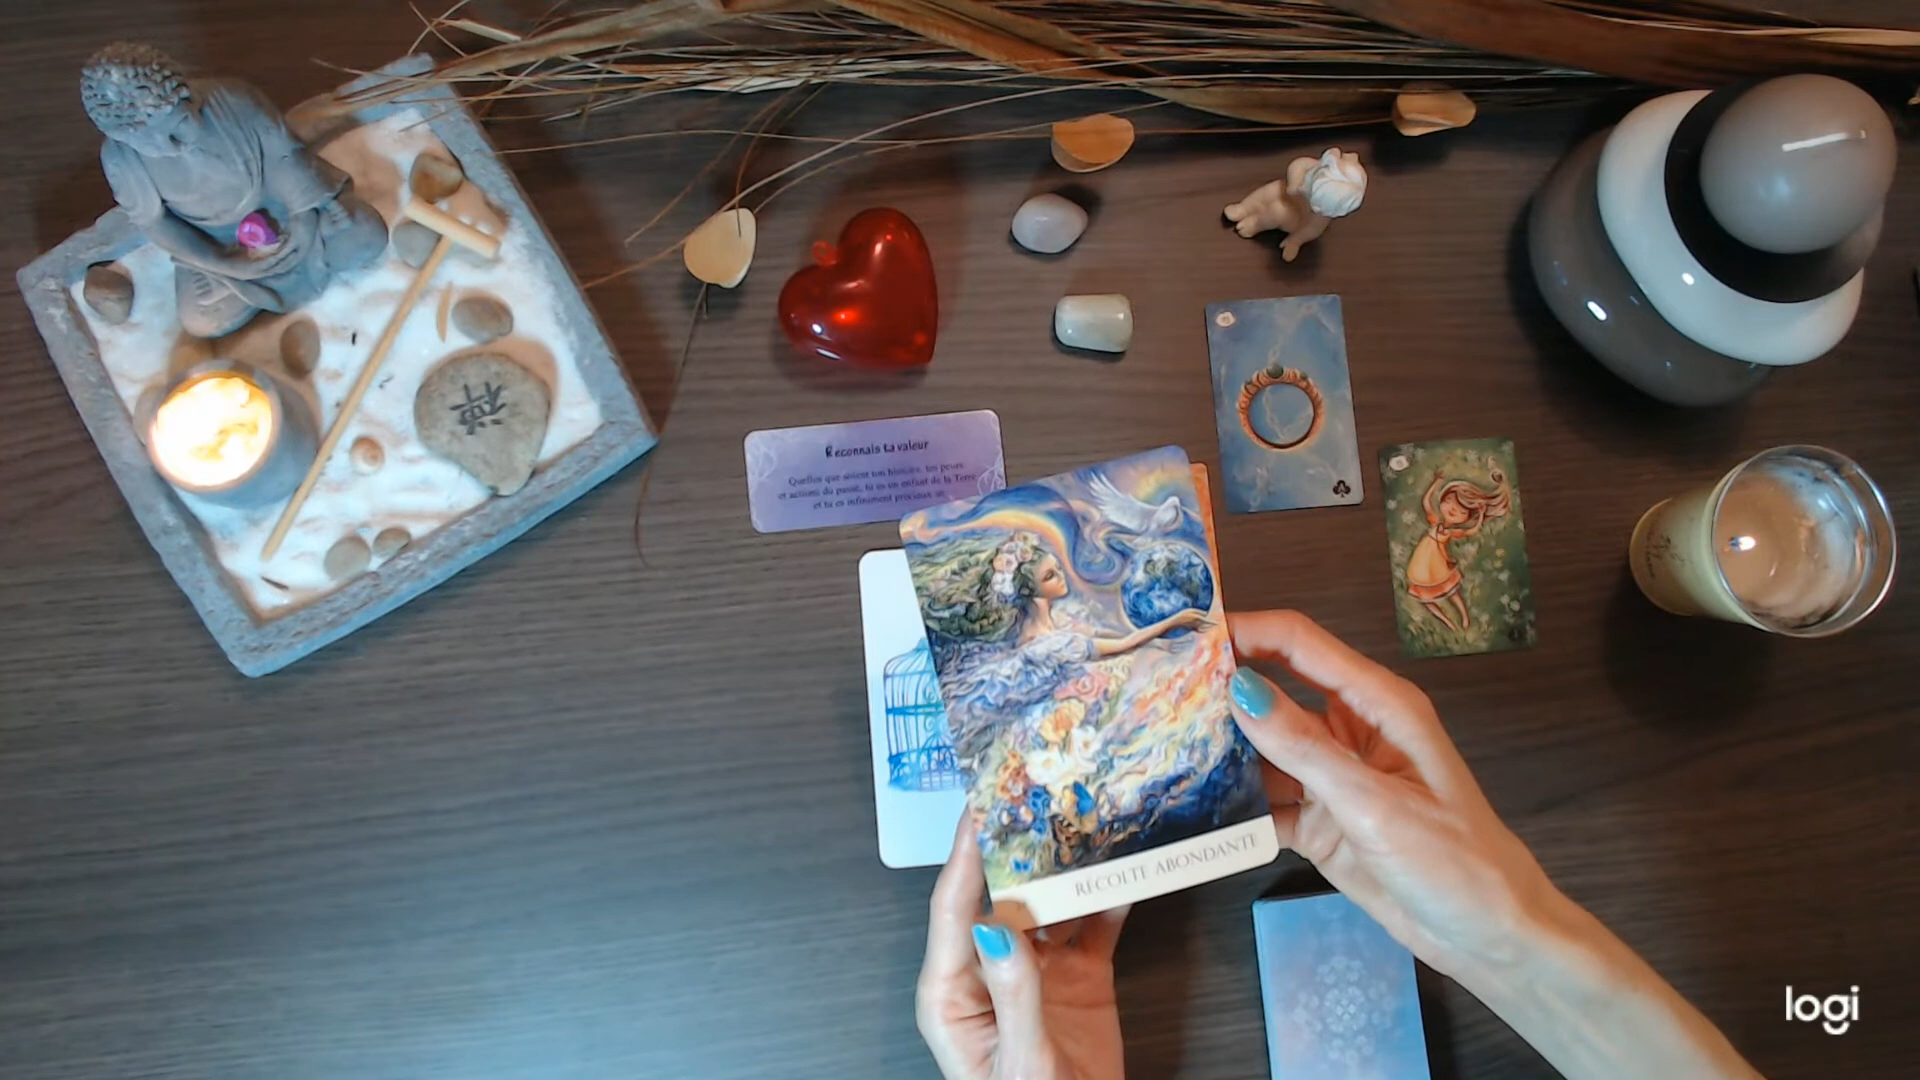 禅
Reconnais ta valeur
Quelles que soient ton histoire, tes peurs
et actions du passé, tu es un enfant de la Terre
et tu es infiniment précieux
RÉCOLTE ABONDANTE
logi